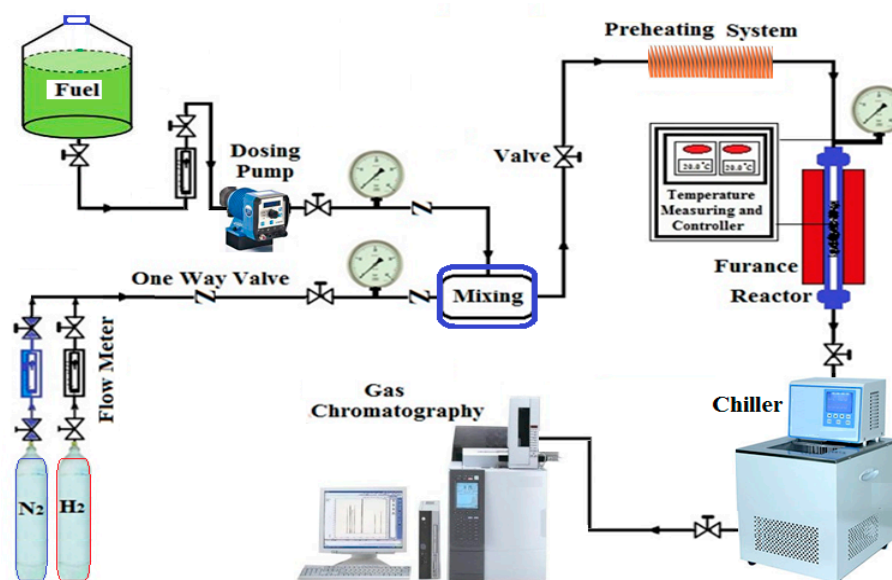 Preheating System
Fuel
Dosing
Pump
Valve
20.0°C
20.0°C
Temperature
Measuring and
Controller
One Way Valve
Mixing
Furance
Reactor
Flow Meter
Gas
Chromatography
Chiller
N2
H2